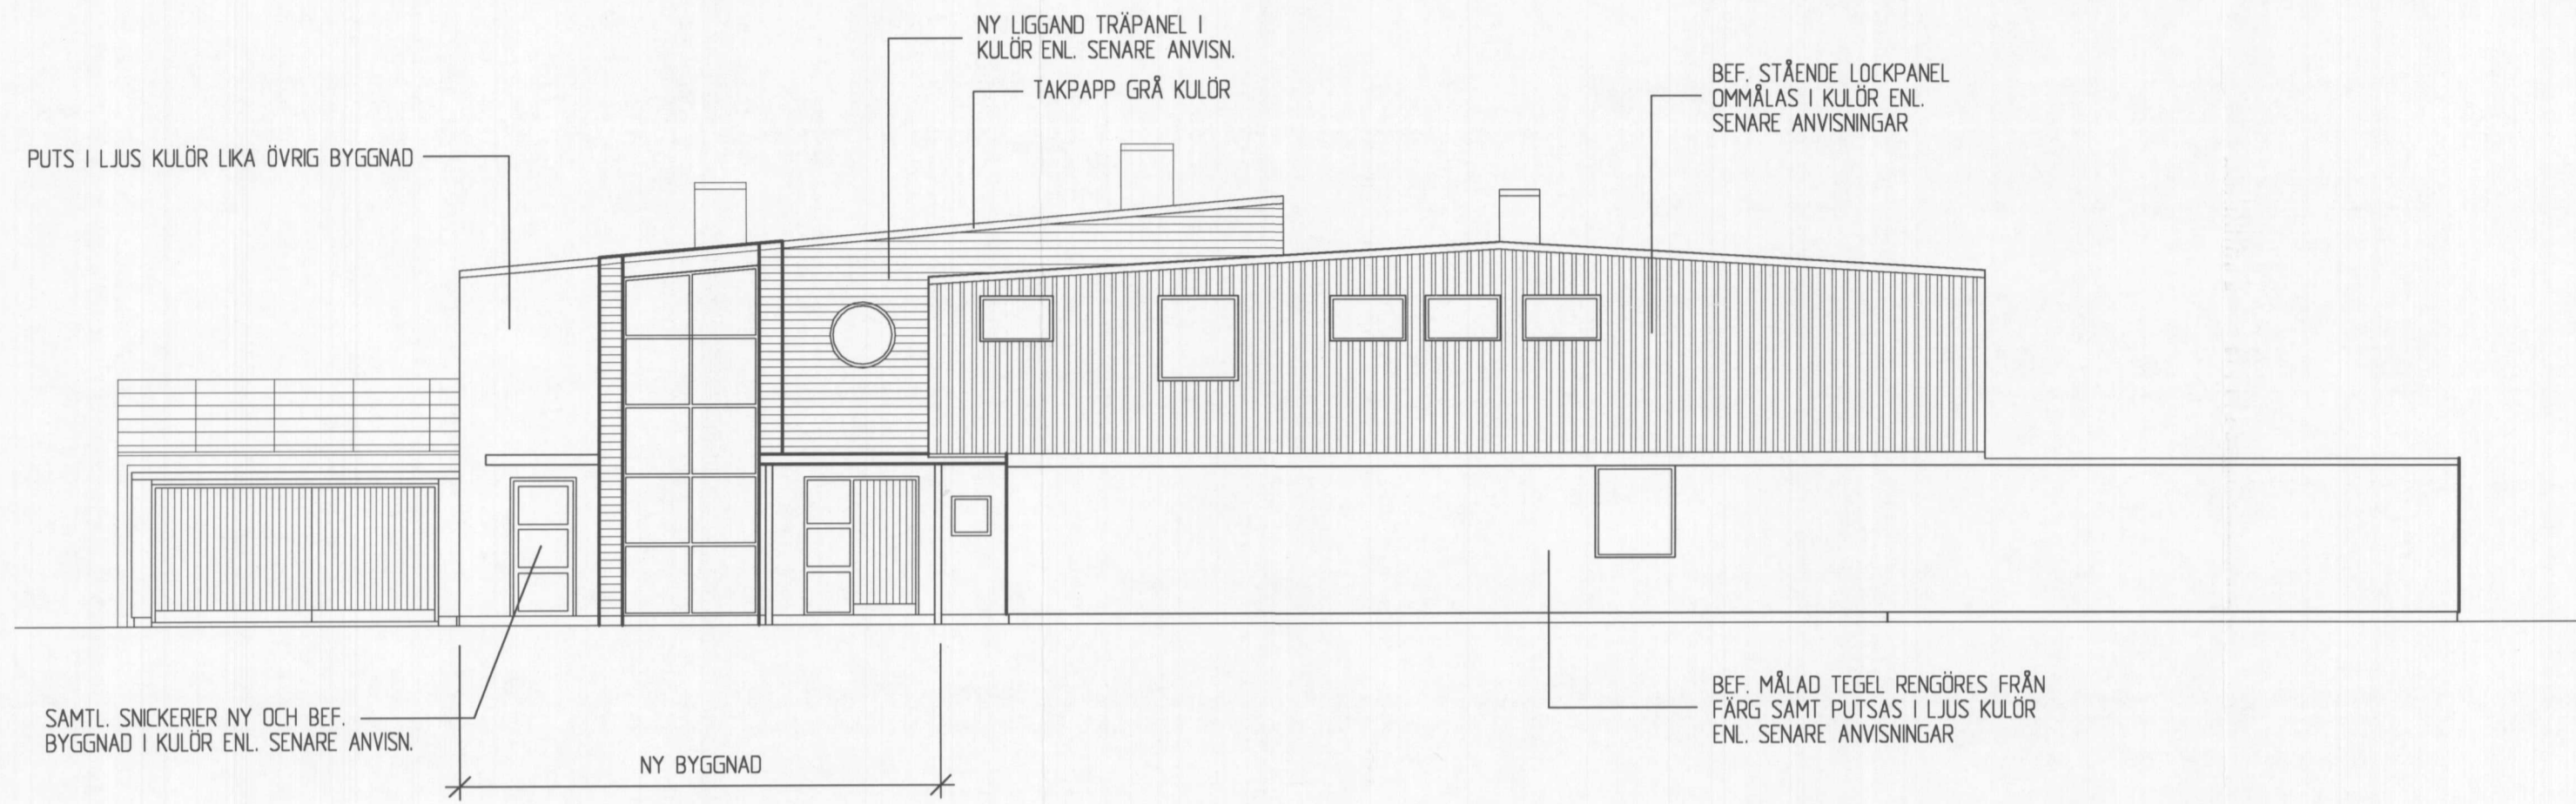 NY LIGGAND TRÄPANEL I
KULÖR ENL. SENARE ANVISN.
TAKPAPP GRÅ KULÖR
BEF. STÅENDE LOCKPANEL
OMMÅLAS I KULÖR ENL.
SENARE ANVISNINGAR
PUTS I LJUS KULÖR LIKA ÖVRIG BYGGNAD
SAMTL. SNICKERIER NY OCH BEF.
BYGGNAD I KULÖR ENL. SENARE ANVISN.
NY BYGGNAD
BEF. MÅLAD TEGEL RENGÖRES FRÅN
FÄRG SAMT PUTSAS I LJUS KULÖR
ENL. SENARE ANVISNINGAR